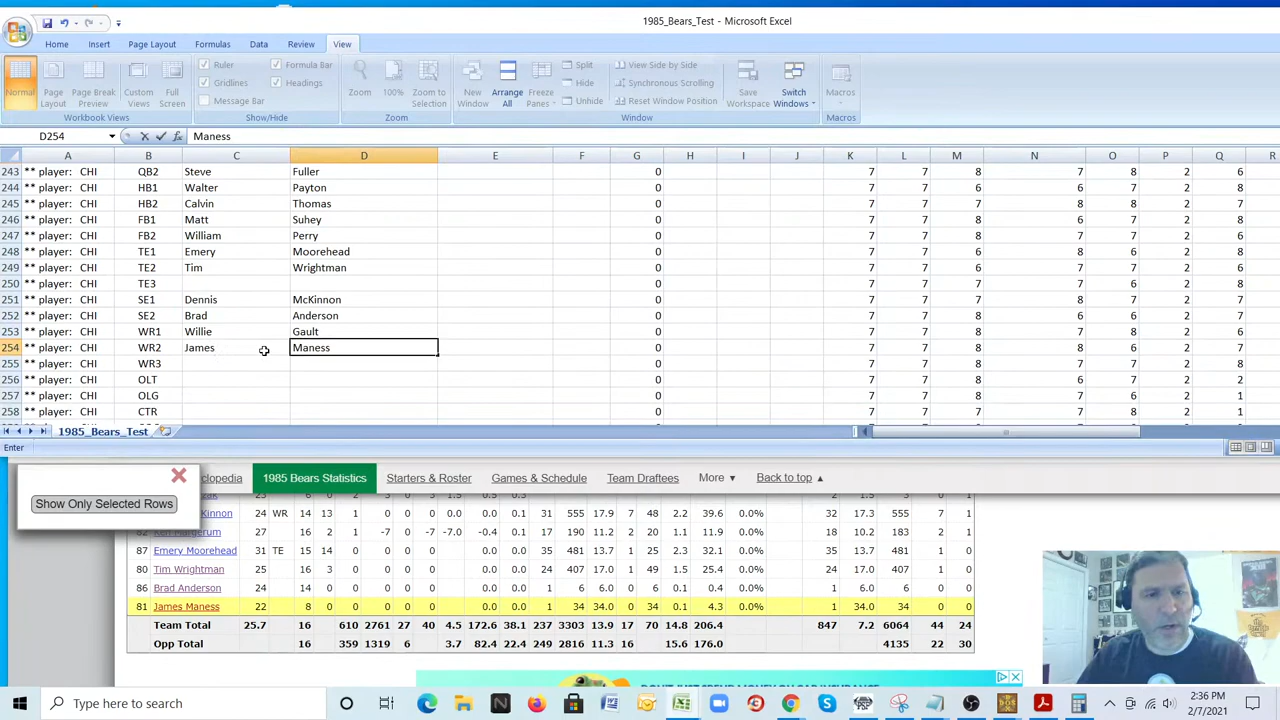 1985_Bears_Test - Microsoft Excel
Home Insert Page Layout Formulas Data Review View
Normal Page Layout Page Break Preview Custom Views Full Screen
Ruler Formula Bar
Gridlines Headings
Message Bar
Zoom 100% Zoom to Selection
New Window Arrange All Freeze Panes
Split
Hide
Unhide
View Side by Side
Synchronous Scrolling
Reset Window Position
Save Workspace Switch Windows Macros
Workbook Views Show/Hide Zoom Window Macros
D254 Maness
A B C D E F G H I J K L M N O P Q R
243 ** player: CHI QB2 Steve Fuller 0 7 7 8 7 8 2 6
244 ** player: CHI HB1 Walter Payton 0 7 7 6 6 7 2 8
245 ** player: CHI HB2 Calvin Thomas 0 7 7 7 8 8 2 7
246 ** player: CHI FB1 Matt Suhey 0 7 7 8 6 7 2 8
247 ** player: CHI FB2 William Perry 0 7 7 8 7 8 2 6
248 ** player: CHI TE1 Emery Moorehead 0 7 7 6 8 6 2 8
249 ** player: CHI TE2 Tim Wrightman 0 7 7 6 6 7 2 6
250 ** player: CHI TE3 0 7 7 7 7 6 2 8
251 ** player: CHI SE1 Dennis McKinnon 0 7 7 8 8 7 2 7
252 ** player: CHI SE2 Brad Anderson 0 7 7 8 6 7 2 8
253 ** player: CHI WR1 Willie Gault 0 7 7 8 7 8 2 6
254 ** player: CHI WR2 James Maness 0 7 7 8 8 6 2 7
255 ** player: CHI WR3 0 7 7 8 7 7 2 8
256 ** player: CHI OLT 0 7 7 8 6 7 2 2
257 ** player: CHI OLG 0 7 7 8 7 6 2 1
258 ** player: CHI CTR 0 7 7 7 7 8 2 1
1985_Bears_Test
Enter
clopedia 1985 Bears Statistics Starters & Roster Games & Schedule Team Draftees More Back to top
Show Only Selected Rows
Kinnon 24 WR 14 13 1 0 0 0 0.0 0.1 31 555 17.9 7 48 2.2 39.6 0.0% 32 17.3 555 7 1
82 Ken Margerum 27 16 2 1 -7 0 -7 -7.0 -0.4 0.1 17 190 11.2 2 20 1.1 11.9 0.0% 18 10.2 183 2 1
87 Emery Moorehead 31 TE 15 14 0 0 0 0 0.0 0.0 35 481 13.7 1 25 2.3 32.1 0.0% 35 13.7 481 1 1
80 Tim Wrightman 25 16 3 0 0 0 0 0.0 0.0 24 407 17.0 1 49 1.5 25.4 0.0% 24 17.0 407 1 0
86 Brad Anderson 24 14 0 0 0 0 0 0.0 0.0 1 6 6.0 0 6 0.1 0.4 0.0% 1 6.0 6 0 0
81 James Maness 22 8 0 0 0 0 0 0.0 0.0 1 34 34.0 0 34 0.1 4.3 0.0% 1 34.0 34 0 0
Team Total 25.7 16 610 2761 27 40 4.5 172.6 38.1 237 3303 13.9 17 70 14.8 206.4 847 7.2 6064 44 24
Opp Total 16 359 1319 6 3.7 82.4 22.4 249 2816 11.3 16 15.6 176.0 4135 22 30
DON'T JUST SPEND MONEY ON CAR INSURANCE
Type here to search
2:36 PM
2/7/2021